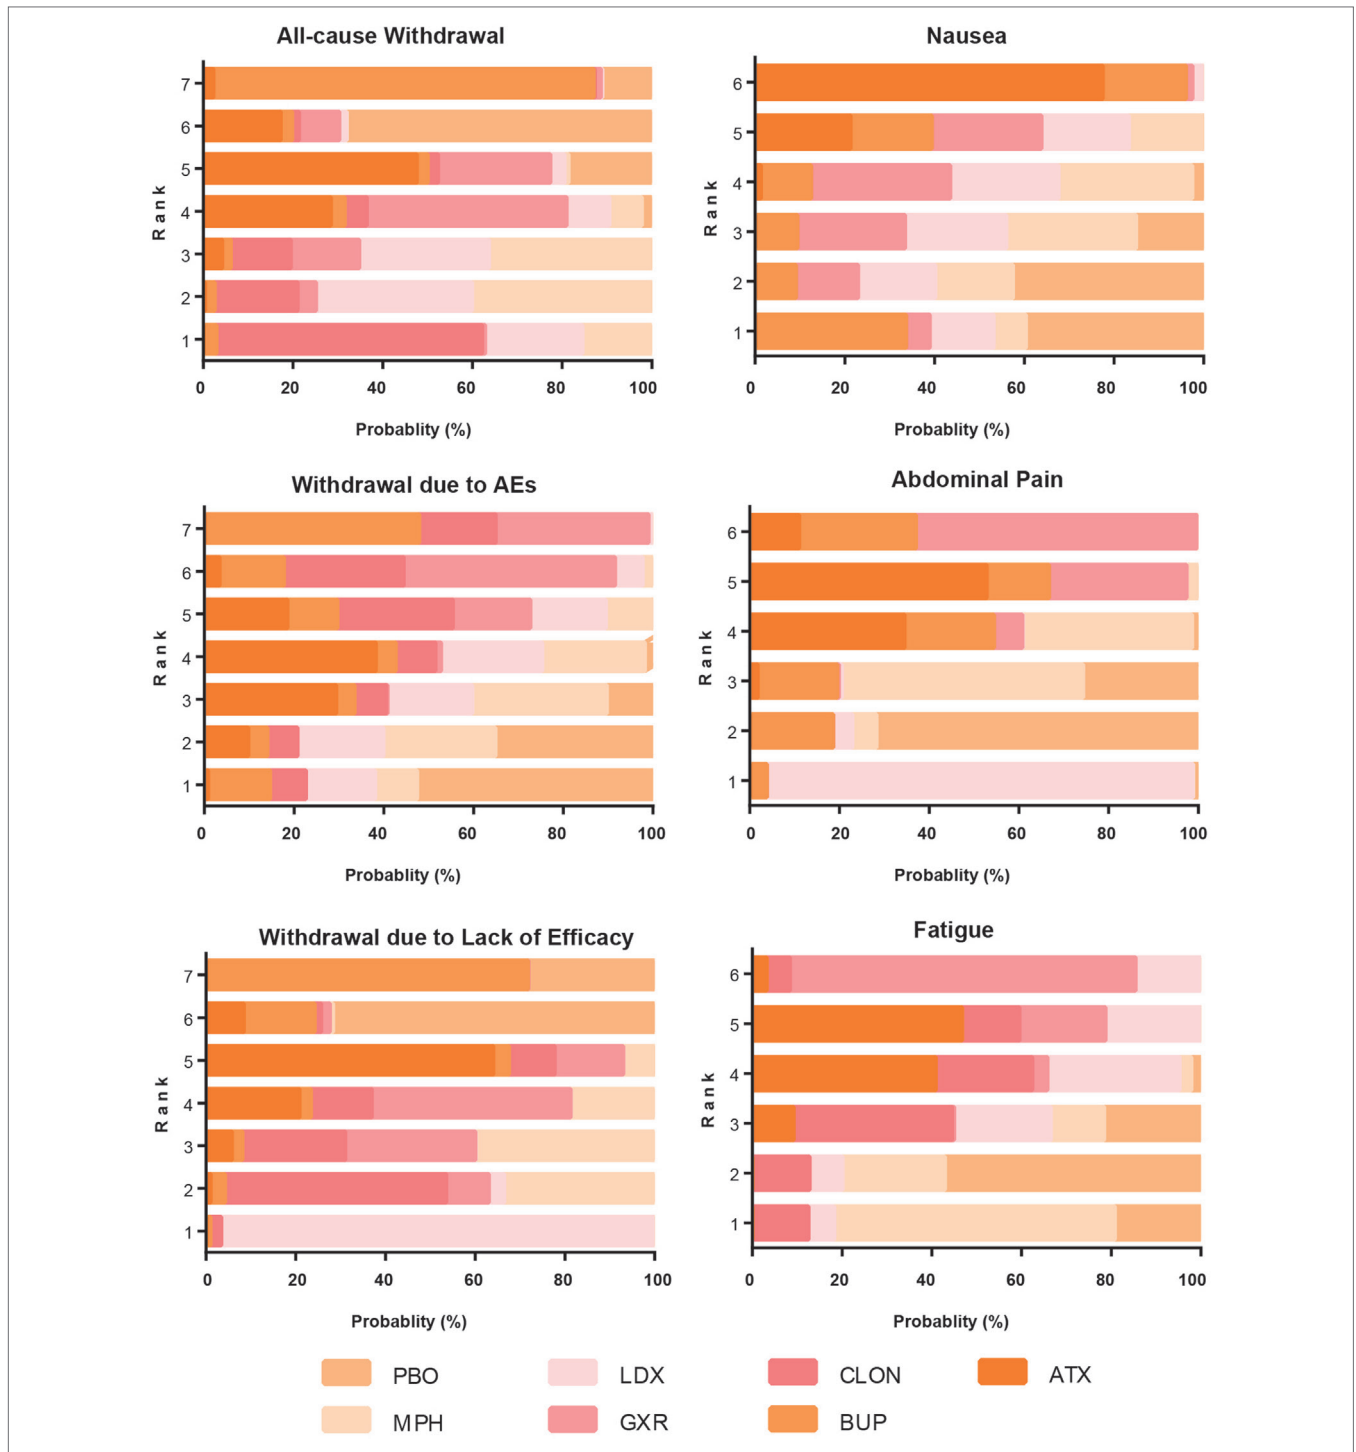 All-cause Withdrawal
7
6
5
4
3
2
1
Rank
0 20 40 60 80 100
Probablity (%)
Nausea
6
5
4
3
2
1
Rank
0 20 40 60 80 100
Probablity (%)
Withdrawal due to AEs
7
6
5
4
3
2
1
Rank
0 20 40 60 80 100
Probablity (%)
Abdominal Pain
6
5
4
3
2
1
Rank
0 20 40 60 80 100
Probablity (%)
Withdrawal due to Lack of Efficacy
7
6
5
4
3
2
1
Rank
0 20 40 60 80 100
Probablity (%)
Fatigue
6
5
4
3
2
1
Rank
0 20 40 60 80 100
Probablity (%)
PBO LDX CLON ATX
MPH GXR BUP